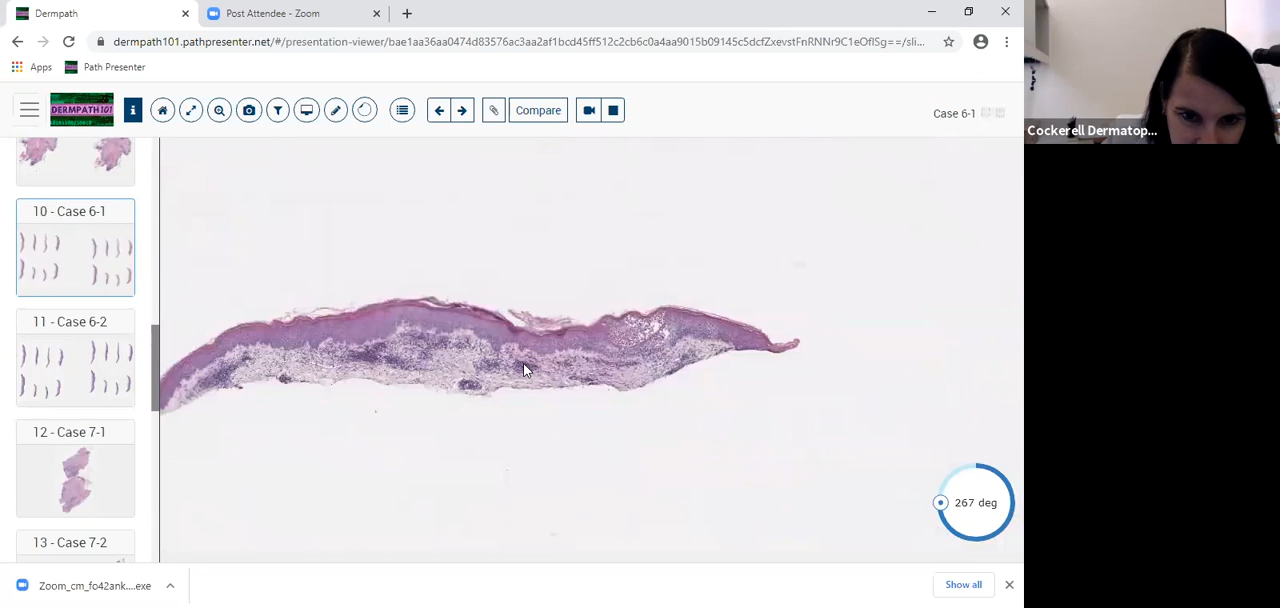 Dermpath
Post Attendee - Zoom
dermpath101.pathpresenter.net/#/presentation-viewer/bae1aa36aa0474d83576ac3aa2af1bcd45ff512c2cb6c0a4aa9015b09145c5dcfZxevstFnRNNr9C1eOflSg==/sli...
Apps
Path Presenter
DERMPATH101
Compare
Case 6-1
Cockerell Dermatop...
10 - Case 6-1
11 - Case 6-2
12 - Case 7-1
13 - Case 7-2
267 deg
Zoom_cm_fo42ank....exe
Show all